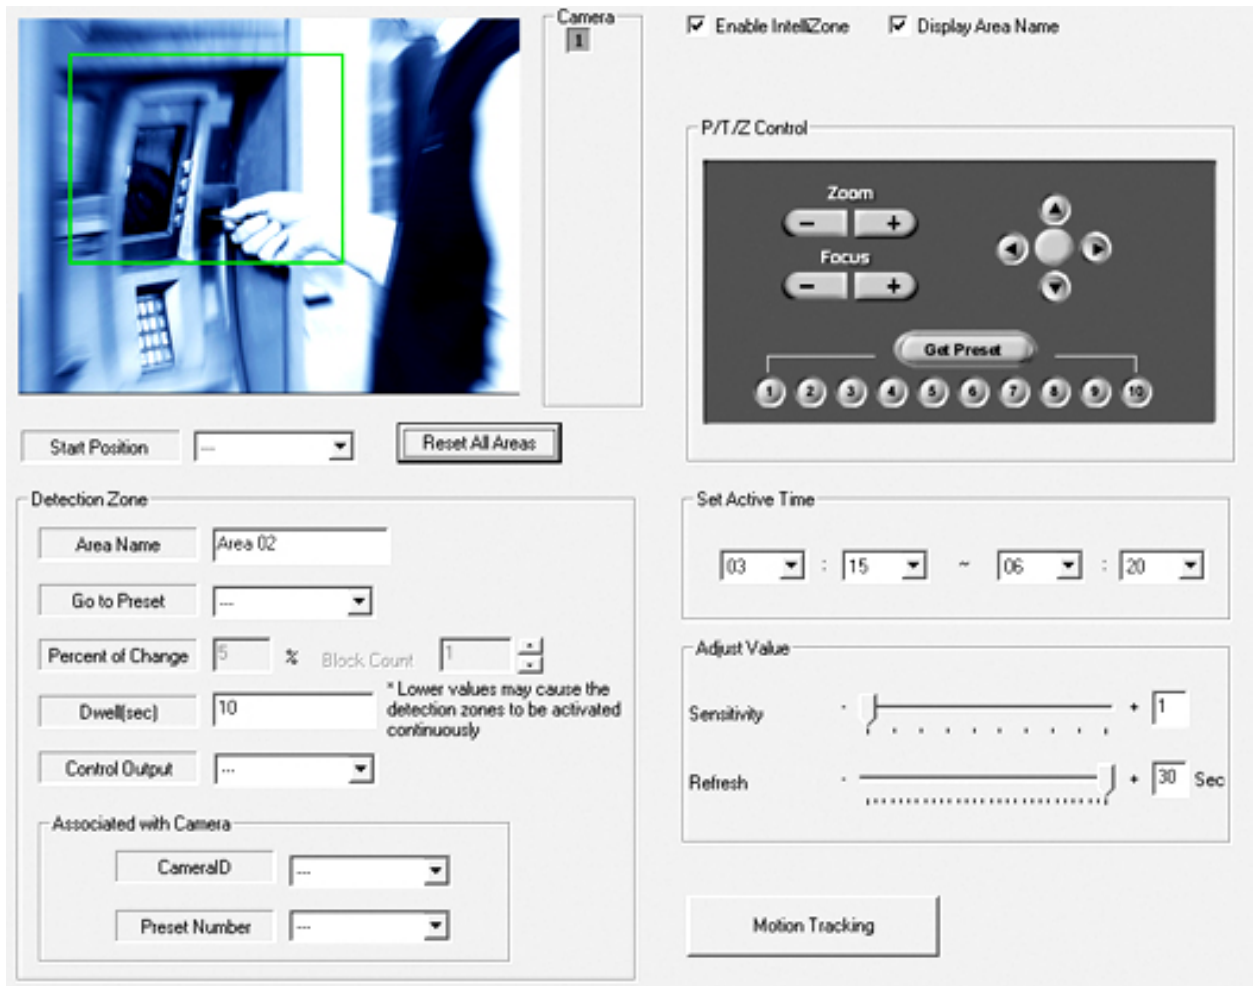 Camera
1
Enable IntelliZone
Display Area Name
P/T/Z Control
Zoom
- +
Focus
- +
Get Preset
1 2 3 4 5 6 7 8 9 10
Start Position
---
Reset All Areas
Detection Zone
Area Name
Area 02
Go to Preset
---
Percent of Change
5
%
Block Count
1
Dwell(sec)
10
* Lower values may cause the
detection zones to be activated
continuously
Control Output
---
Associated with Camera
CameraID
---
Preset Number
---
Set Active Time
03 : 15 ~ 06 : 20
Adjust Value
Sensitivity
- + 1
Refresh
- + 30 Sec
Motion Tracking